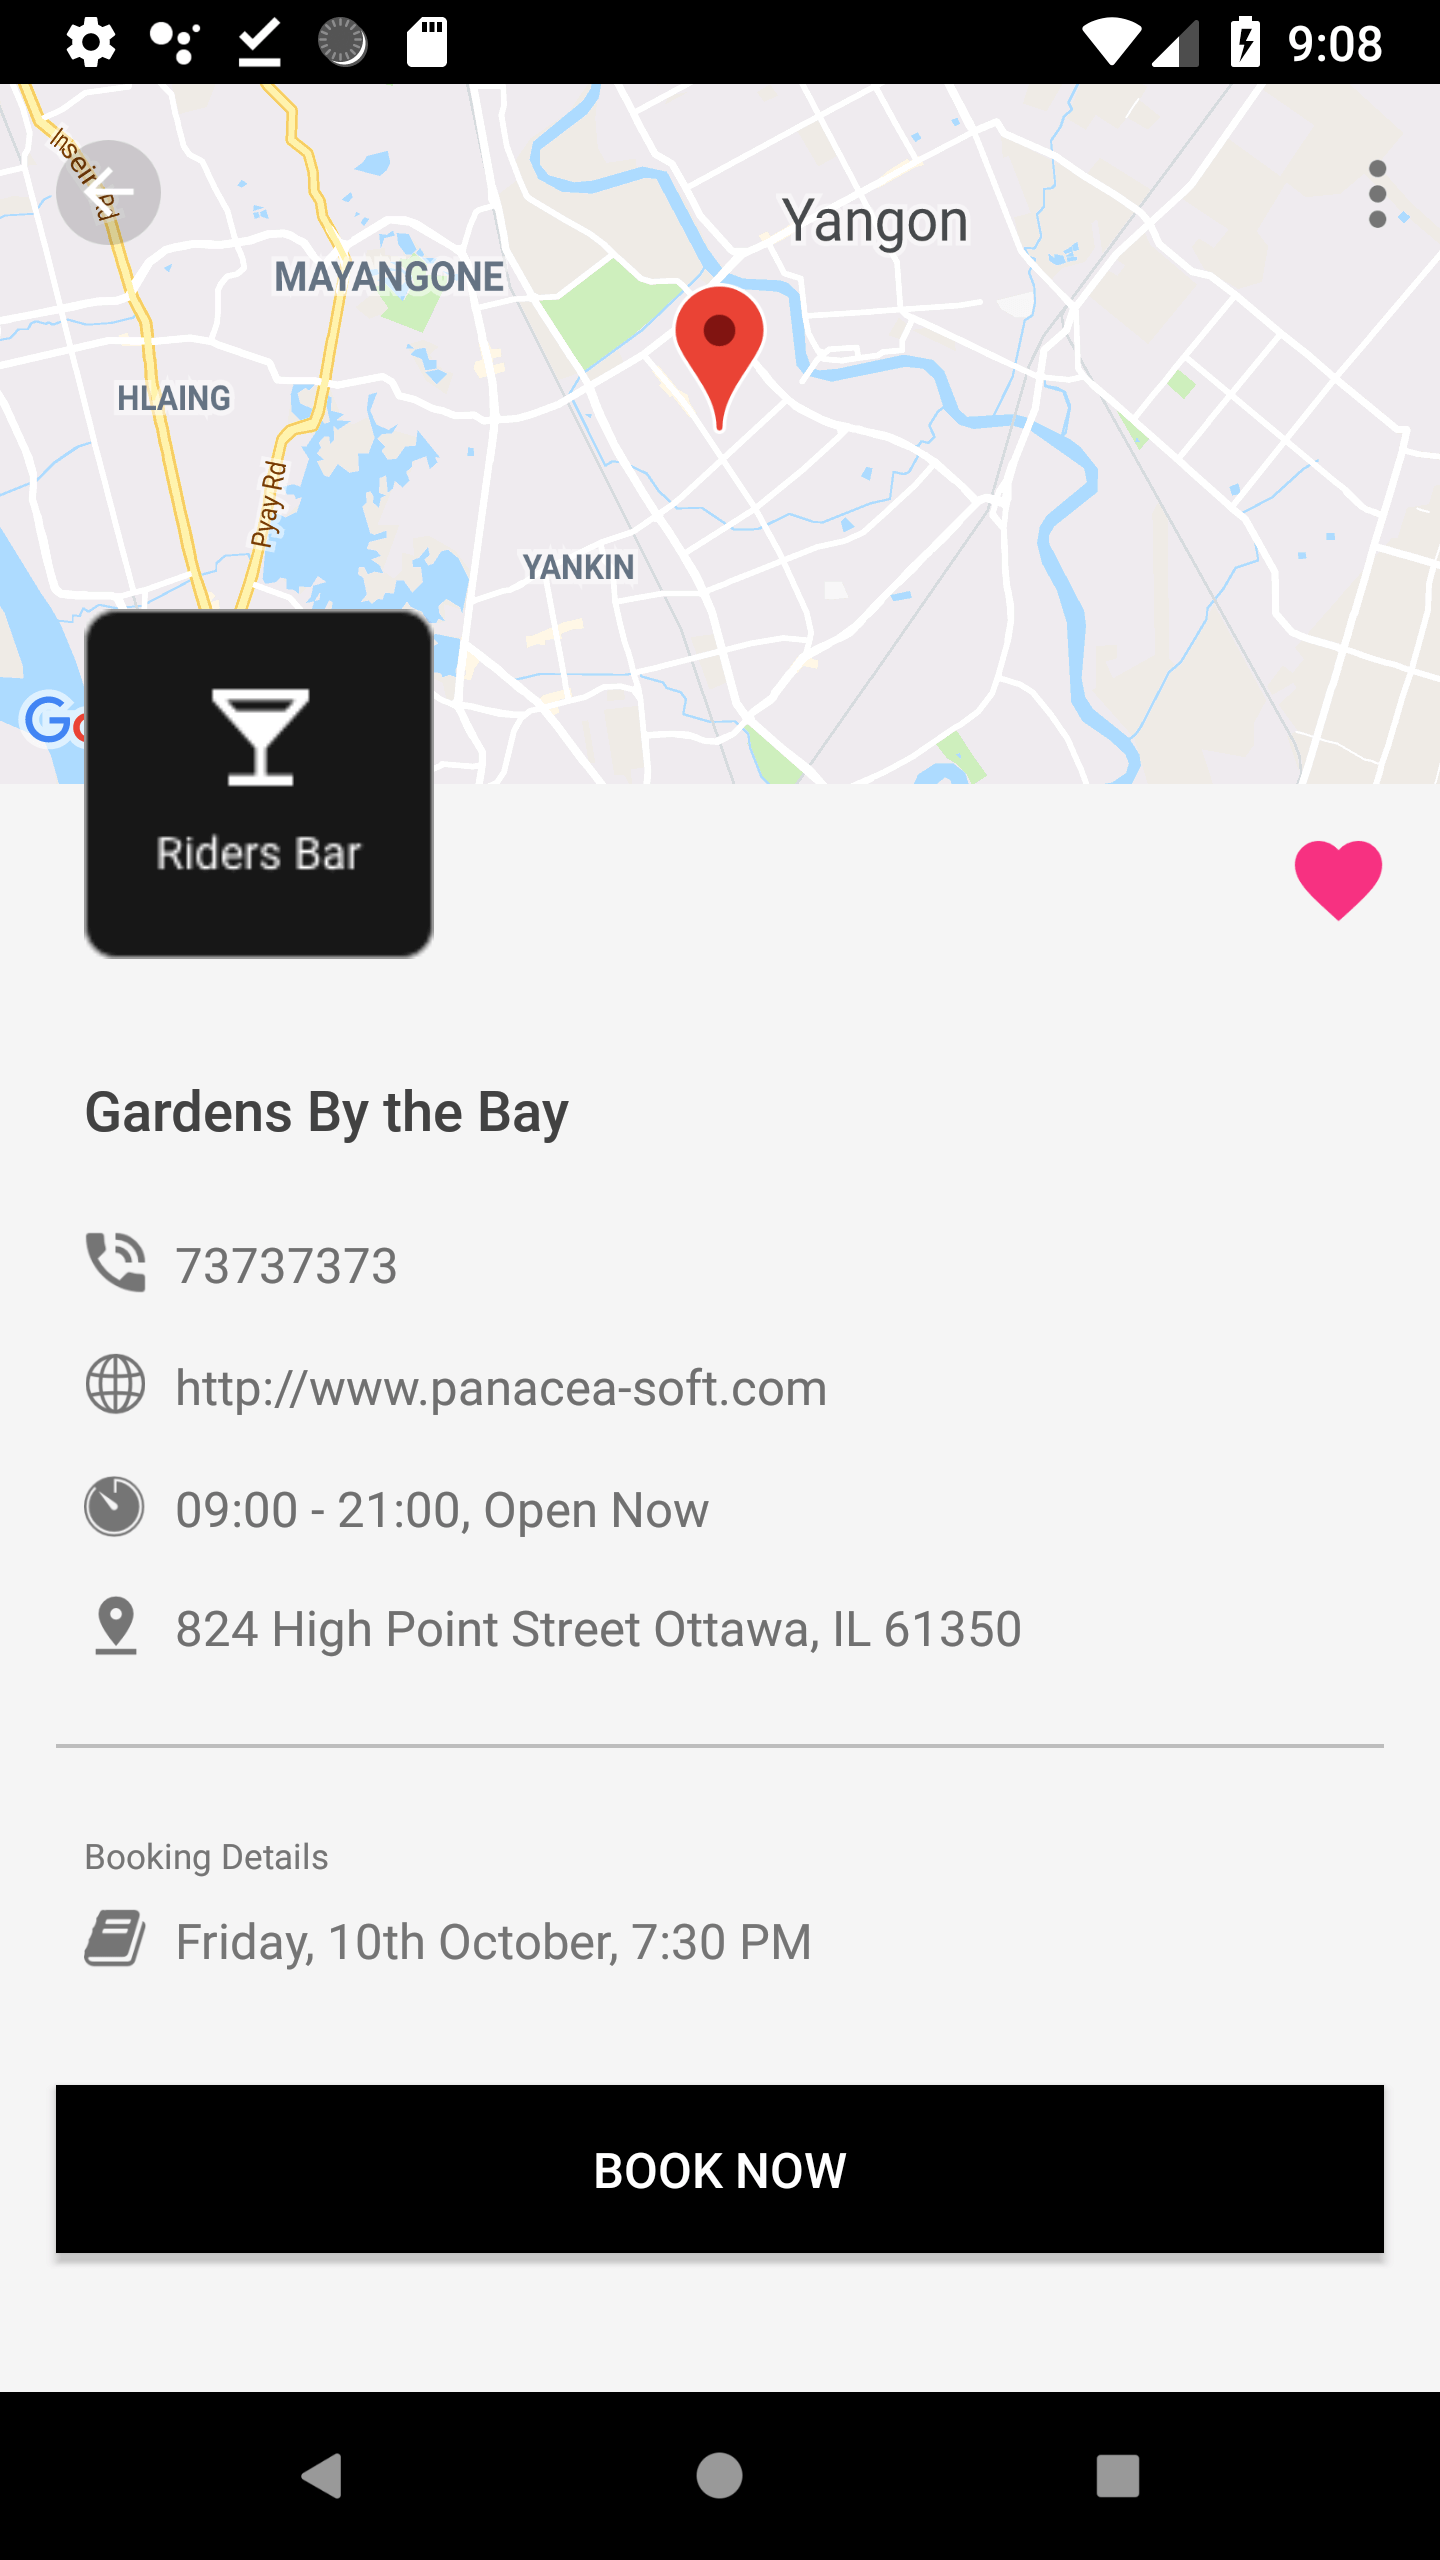 9:08
Insein Rd
Yangon
MAYANGONE
HLAING
Pyay Rd
YANKIN
Go
Riders Bar
Gardens By the Bay
73737373
http://www.panacea-soft.com
09:00 - 21:00, Open Now
824 High Point Street Ottawa, IL 61350
Booking Details
Friday, 10th October, 7:30 PM
BOOK NOW